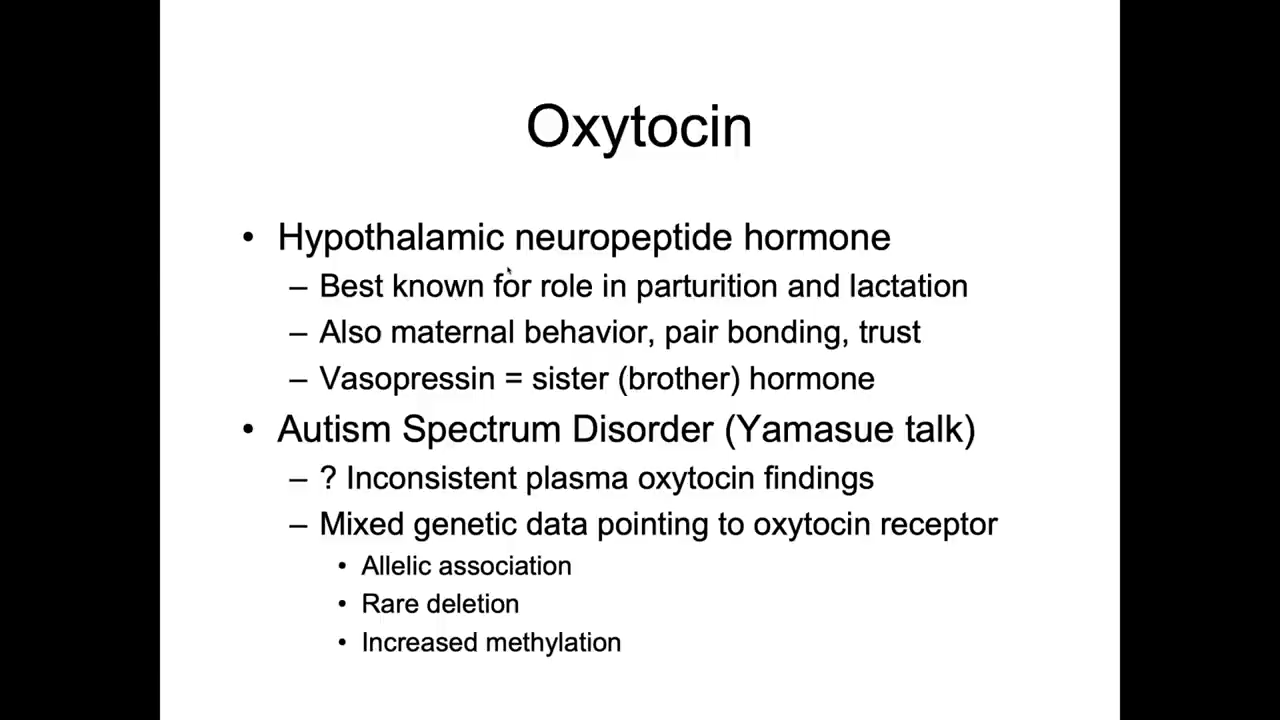 Oxytocin
• Hypothalamic neuropeptide hormone
– Best known for role in parturition and lactation
– Also maternal behavior, pair bonding, trust
– Vasopressin = sister (brother) hormone
• Autism Spectrum Disorder (Yamasue talk)
– ? Inconsistent plasma oxytocin findings
– Mixed genetic data pointing to oxytocin receptor
• Allelic association
• Rare deletion
• Increased methylation